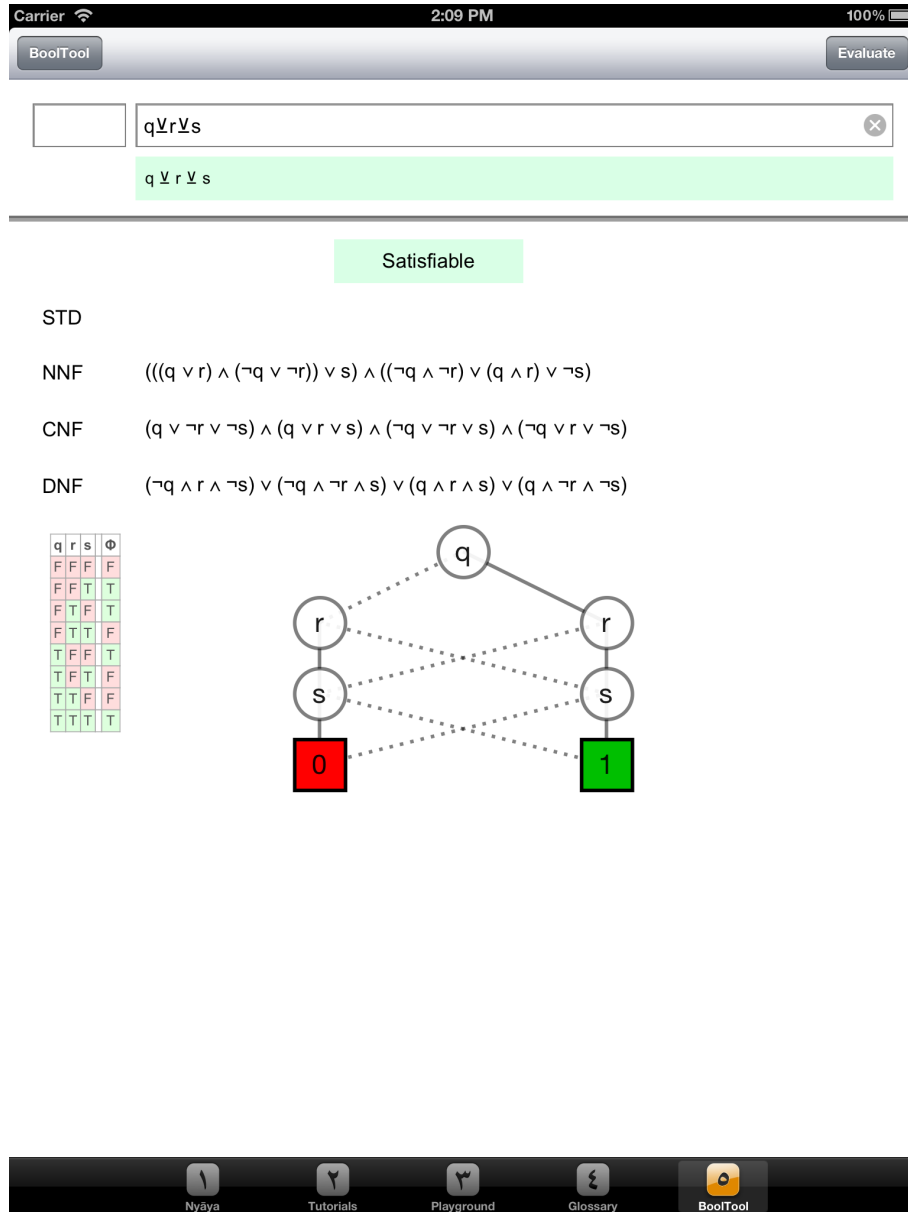 Carrier 2:09 PM 100%
BoolTool Evaluate
q⊻r⊻s
q ⊻ r ⊻ s
Satisfiable
STD
NNF (((q ∨ r) ∧ (¬q ∨ ¬r)) ∨ s) ∧ ((¬q ∧ ¬r) ∨ (q ∧ r) ∨ ¬s)
CNF (q ∨ ¬r ∨ ¬s) ∧ (q ∨ r ∨ s) ∧ (¬q ∨ ¬r ∨ s) ∧ (¬q ∨ r ∨ ¬s)
DNF (¬q ∧ r ∧ ¬s) ∨ (¬q ∧ ¬r ∧ s) ∨ (q ∧ r ∧ s) ∨ (q ∧ ¬r ∧ ¬s)
q r s Φ
F F F F
F F T T
F T F T
F T T F
T F F T
T F T F
T T F F
T T T T
q
r r
s s
0 1
١ ٢ ٣ ٤ ٥
Nyāya Tutorials Playground Glossary BoolTool